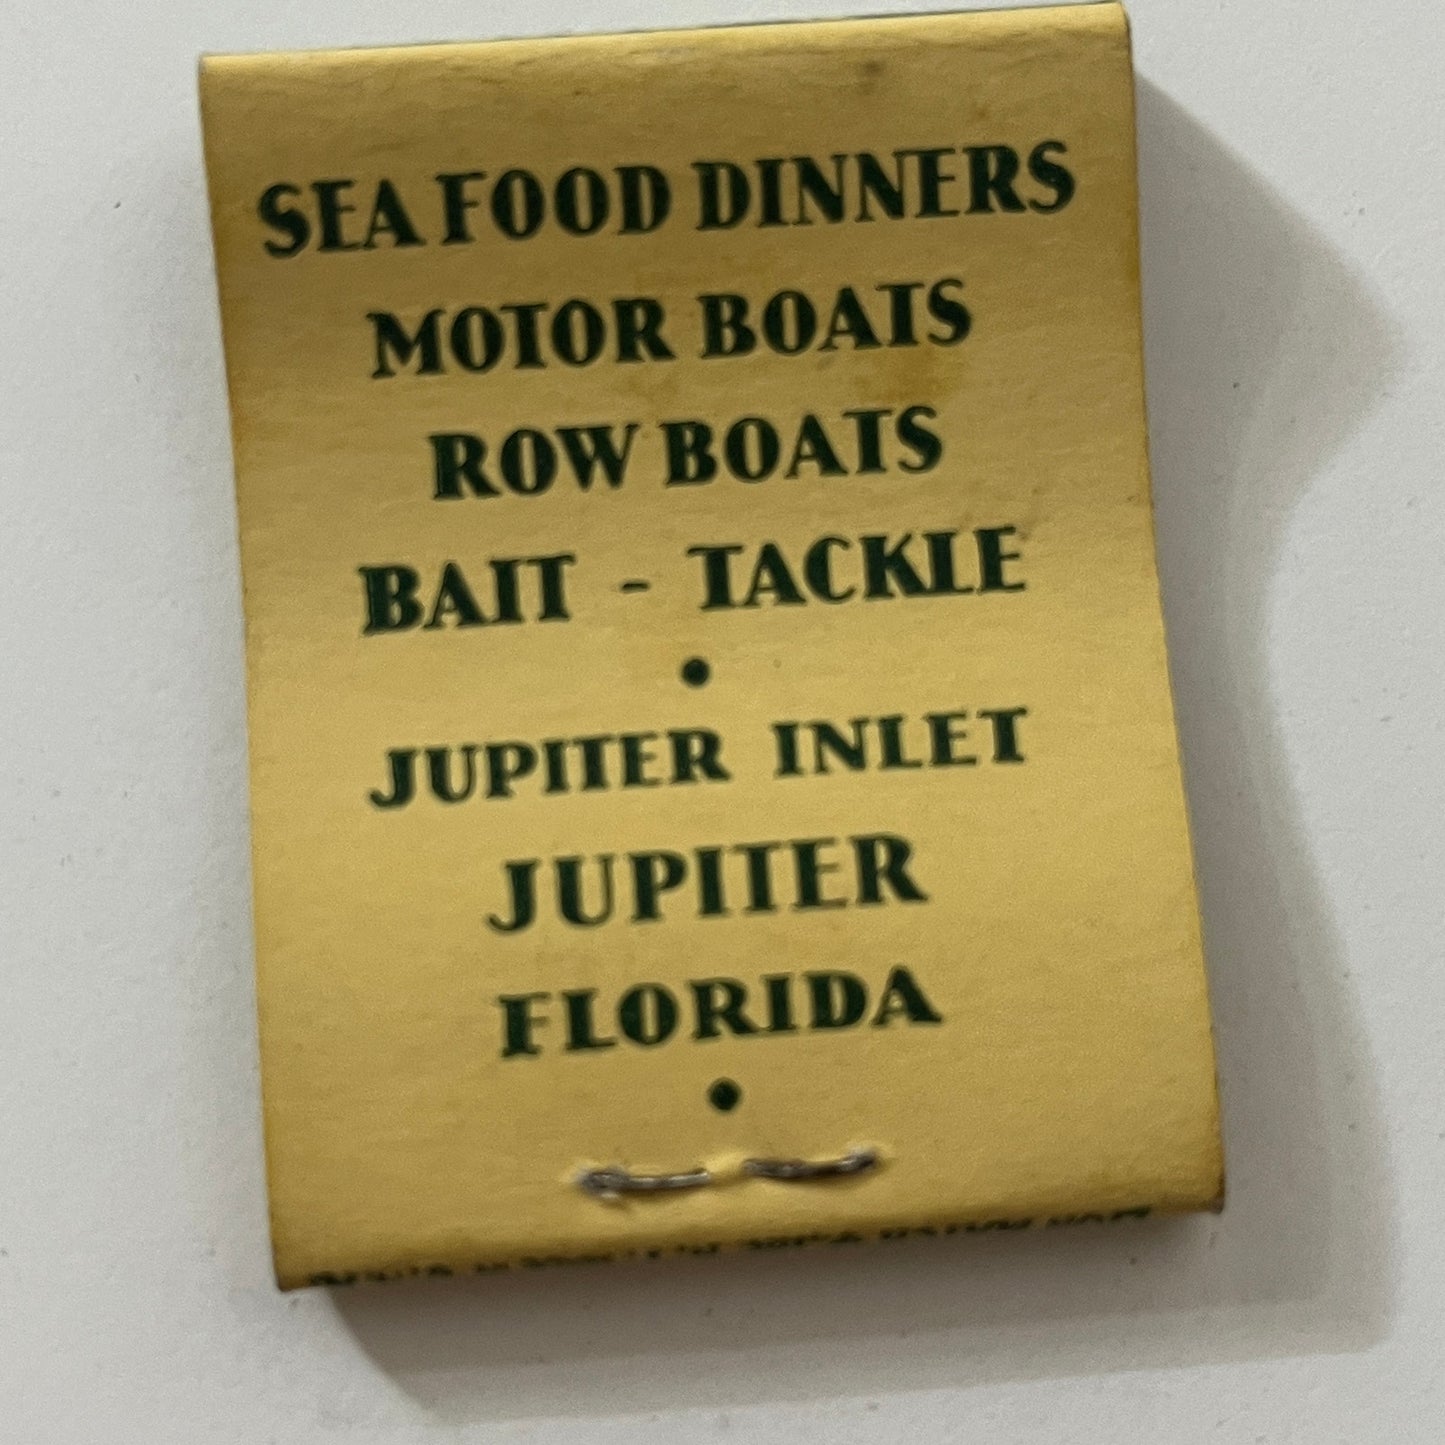 SEA FOOD DINNERS
MOTOR BOATS
ROW BOATS
BAIT - TACKLE
•
JUPITER INLET
JUPITER
FLORIDA
•